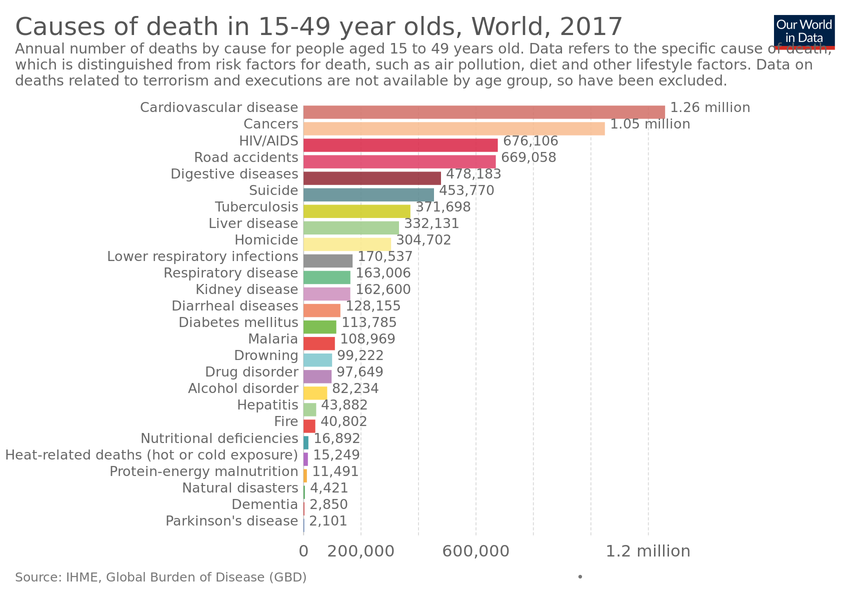 Causes of death in 15-49 year olds, World, 2017
Our World
in Data
Annual number of deaths by cause for people aged 15 to 49 years old. Data refers to the specific cause of death,
which is distinguished from risk factors for death, such as air pollution, diet and other lifestyle factors. Data on
deaths related to terrorism and executions are not available by age group, so have been excluded.
Cardiovascular disease 1.26 million
Cancers 1.05 million
HIV/AIDS 676,106
Road accidents 669,058
Digestive diseases 478,183
Suicide 453,770
Tuberculosis 371,698
Liver disease 332,131
Homicide 304,702
Lower respiratory infections 170,537
Respiratory disease 163,006
Kidney disease 162,600
Diarrheal diseases 128,155
Diabetes mellitus 113,785
Malaria 108,969
Drowning 99,222
Drug disorder 97,649
Alcohol disorder 82,234
Hepatitis 43,882
Fire 40,802
Nutritional deficiencies 16,892
Heat-related deaths (hot or cold exposure) 15,249
Protein-energy malnutrition 11,491
Natural disasters 4,421
Dementia 2,850
Parkinson's disease 2,101
0 200,000 600,000 1.2 million
Source: IHME, Global Burden of Disease (GBD) •